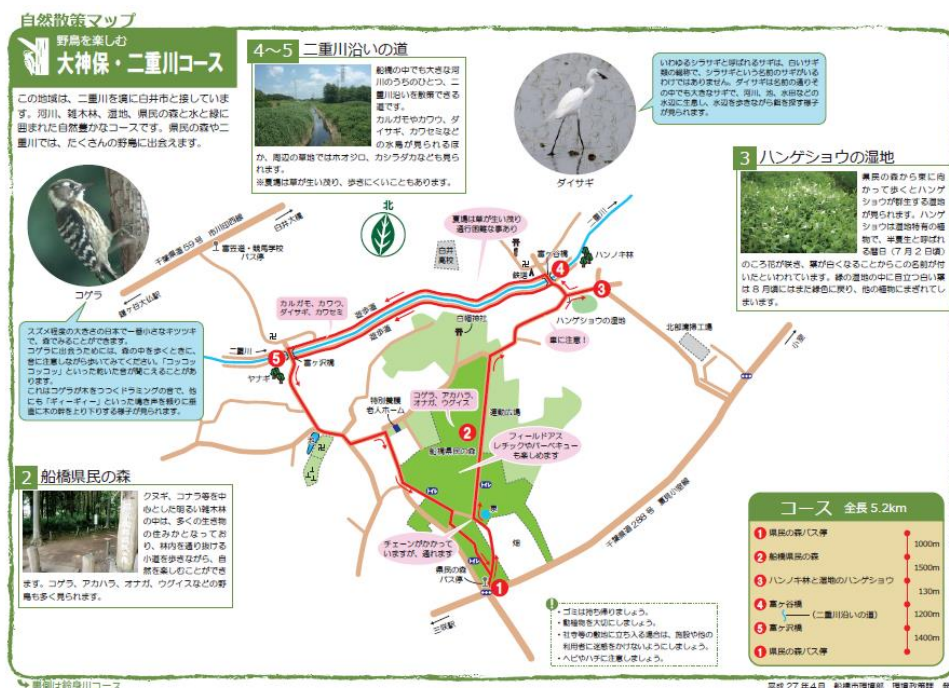 自然散策マップ
野鳥を楽しむ
大神保・二重川コース
この地域は、二重川を境に白井市と接していま
す。河川、雑木林、湿地、県民の森と水と緑に
囲まれた自然豊かなコースです。県民の森や二
重川では、たくさんの野鳥に出会えます。
コゲラ
スズメ程度の大きさの日本で一番小さなキツツキ
で、森でみることができます。
コゲラに出会うためには、森の中を歩くときに、
音に注意しながら歩いてみてください。「コッコッ
コッコッ」といった乾いた音が聞こえることがあ
ります。
これはコゲラが木をつつくドラミングの音で、他
にも「ギィーギィー」といった鳴き声を頼りに垂
直に木の幹を上り下りする様子が見られます。
4～5 二重川沿いの道
船橋の中でも大きな河
川のうちのひとつ、二
重川沿いを散策できる
道です。
カルガモやカワウ、ダ
イサギ、カワセミなど
の水鳥が見られるほ
か、周辺の草地ではホオジロ、カシラダカなども見ら
れます。
※夏場は草が生い茂り、歩きにくいこともあります。
ダイサギ
いわゆるシラサギと呼ばれるサギは、白いサギ
類の総称で、シラサギという名前のサギがいる
わけではありません。ダイサギは名前の通りそ
の中でも大きなサギで、河川、池、水田などの
水辺に生息し、水辺を歩きながら餌を探す様子
が見られます。
3 ハンゲショウの湿地
県民の森から東に向
かって歩くとハンゲ
ショウが群生する湿地
が見られます。ハンゲ
ショウは湿地特有の植
物で、半夏生と呼ばれ
る暦日（7月2日頃）
のころ花が咲き、葉が白くなることからこの名前が付
いたといわれています。緑の湿地の中に目立つ白い葉
は8月頃にはまた緑色に戻り、他の植物にまぎれてし
まいます。
2 船橋県民の森
クヌギ、コナラ等を中
心とした明るい雑木林
の中は、多くの生き物
の住みかとなってお
り、林内を通り抜ける
小道を歩きながら、自
然を楽しむことができ
ます。コゲラ、アカハラ、オナガ、ウグイスなどの野
鳥も多く見られます。
北
千葉県道59号 市川印西線
白井大橋
競馬学校
バス停
鎌ヶ谷大仏駅
白井
高校
夏場は草が生い茂り
通行困難な事あり
二重川
富ヶ谷橋
ハンノキ林
鉄塔
4
3
ハンゲショウの湿地
車に注意！
北部清掃工場
小室
カルガモ、カワウ、
ダイサギ、カワセミ
遊歩道
遊歩道
白幡神社
二重川
富ヶ沢橋
5
ヤナギ
特別養護
老人ホーム
コゲラ、アカハラ、
オナガ、ウグイス
運動広場
2
船橋県民の森
フィールドアス
レチックやバーベキュー
も楽しめます
チェーンがかかって
いますが、通れます
畑
県民の森
バス停
1
三咲駅
千葉県道288号 夏見小室線
・ゴミは持ち帰りましょう。
・動植物を大切にしましょう。
・社寺等の敷地に立ち入る場合は、施設や他の
利用者に迷惑をかけないようにしましょう。
・ヘビやハチに注意しましょう。
コース 全長5.2km
1 県民の森バス停
1000m
2 船橋県民の森
1500m
3 ハンノキ林と湿地のハンゲショウ
130m
4 富ヶ谷橋
（二重川沿いの道）
1200m
5 富ヶ沢橋
1400m
1 県民の森バス停
裏側は鈴身川コース
平成27年4月 船橋市環境部 環境政策課